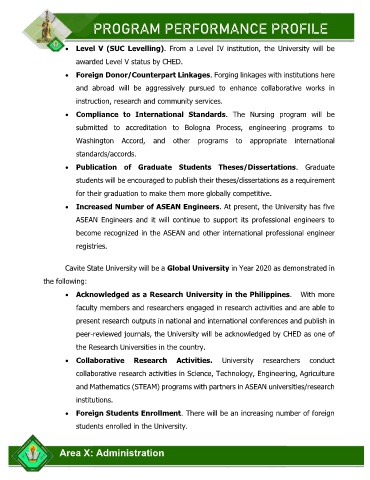 PROGRAM PERFORMANCE PROFILE
• Level V (SUC Levelling). From a Level IV institution, the University will be
awarded Level V status by CHED.
• Foreign Donor/Counterpart Linkages. Forging linkages with institutions here
and abroad will be aggressively pursued to enhance collaborative works in
instruction, research and community services.
• Compliance to International Standards. The Nursing program will be
submitted to accreditation to Bologna Process, engineering programs to
Washington Accord, and other programs to appropriate international
standards/accords.
• Publication of Graduate Students Theses/Dissertations. Graduate
students will be encouraged to publish their theses/dissertations as a requirement
for their graduation to make them more globally competitive.
• Increased Number of ASEAN Engineers. At present, the University has five
ASEAN Engineers and it will continue to support its professional engineers to
become recognized in the ASEAN and other international professional engineer
registries.
Cavite State University will be a Global University in Year 2020 as demonstrated in
the following:
• Acknowledged as a Research University in the Philippines. With more
faculty members and researchers engaged in research activities and are able to
present research outputs in national and international conferences and publish in
peer-reviewed journals, the University will be acknowledged by CHED as one of
the Research Universities in the country.
• Collaborative Research Activities. University researchers conduct
collaborative research activities in Science, Technology, Engineering, Agriculture
and Mathematics (STEAM) programs with partners in ASEAN universities/research
institutions.
• Foreign Students Enrollment. There will be an increasing number of foreign
students enrolled in the University.
Area X: Administration